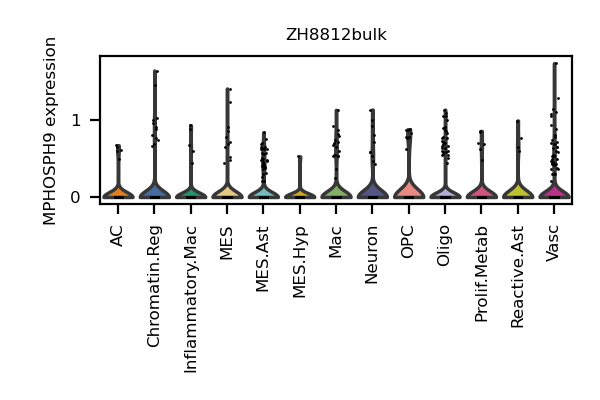 ZH8812bulk
MPHOSPH9 expression
1
0
AC
Chromatin.Reg
Inflammatory.Mac
MES
MES.Ast
MES.Hyp
Mac
Neuron
OPC
Oligo
Prolif.Metab
Reactive.Ast
Vasc